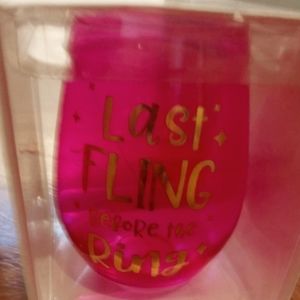 Last
FLING
BeFoRe THe
Ring